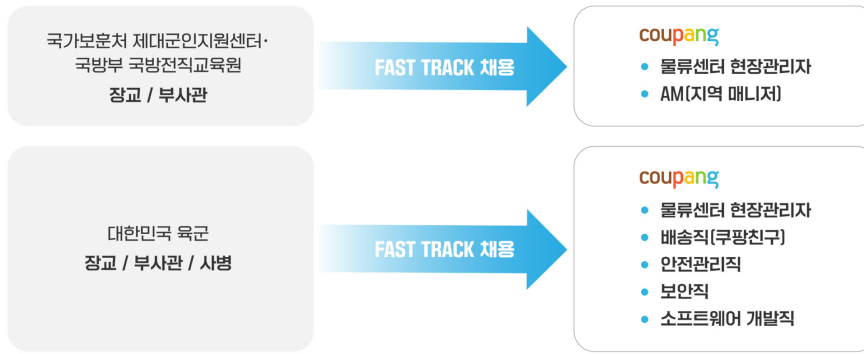 국가보훈처 제대군인지원센터·
국방부 국방전직교육원
장교 / 부사관
FAST TRACK 채용
coupang
물류센터 현장관리자
AM(지역 매니저)
대한민국 육군
장교 / 부사관 / 사병
FAST TRACK 채용
coupang
물류센터 현장관리자
배송직(쿠팡친구)
안전관리직
보안직
소프트웨어 개발직